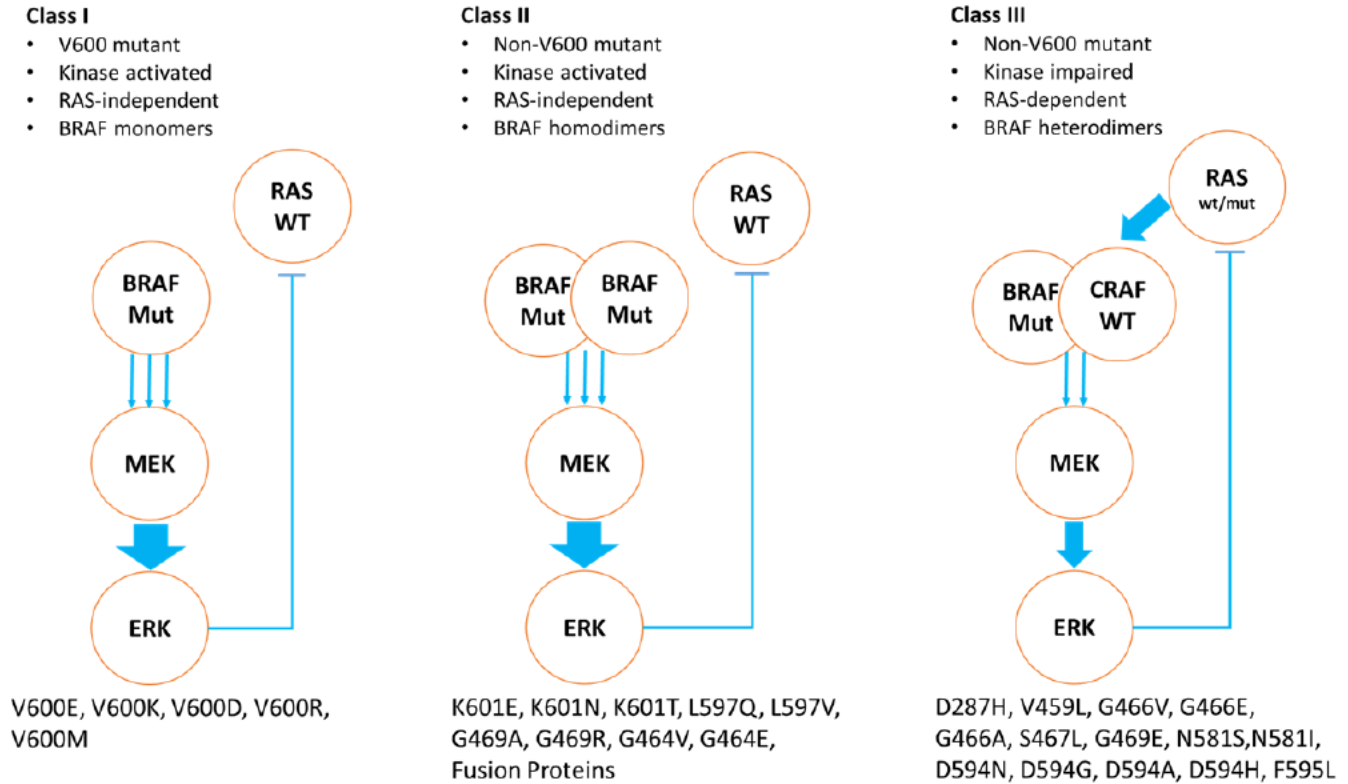 Class I
• V600 mutant
• Kinase activated
• RAS-independent
• BRAF monomers
RAS
WT
BRAF
Mut
MEK
ERK
V600E, V600K, V600D, V600R,
V600M
Class II
• Non-V600 mutant
• Kinase activated
• RAS-independent
• BRAF homodimers
RAS
WT
BRAF
Mut
BRAF
Mut
MEK
ERK
K601E, K601N, K601T, L597Q, L597V,
G469A, G469R, G464V, G464E,
Fusion Proteins
Class III
• Non-V600 mutant
• Kinase impaired
• RAS-dependent
• BRAF heterodimers
RAS
wt/mut
BRAF
Mut
CRAF
WT
MEK
ERK
D287H, V459L, G466V, G466E,
G466A, S467L, G469E, N581S,N581I,
D594N, D594G, D594A, D594H, F595L